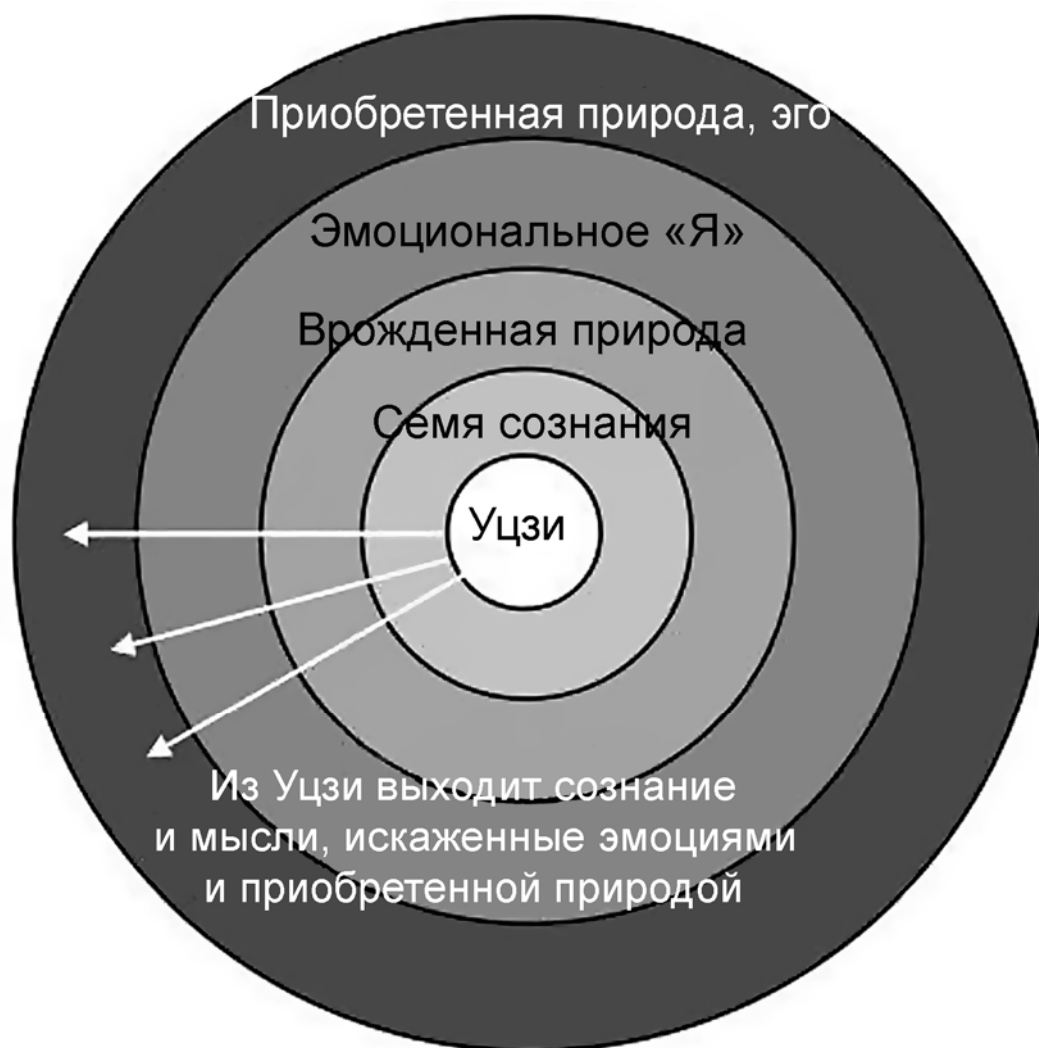 Приобретенная природа, эго
Эмоциональное «Я»
Врожденная природа
Семя сознания
Уцзи
Из Уцзи выходит сознание
и мысли, искаженные эмоциями
и приобретенной природой